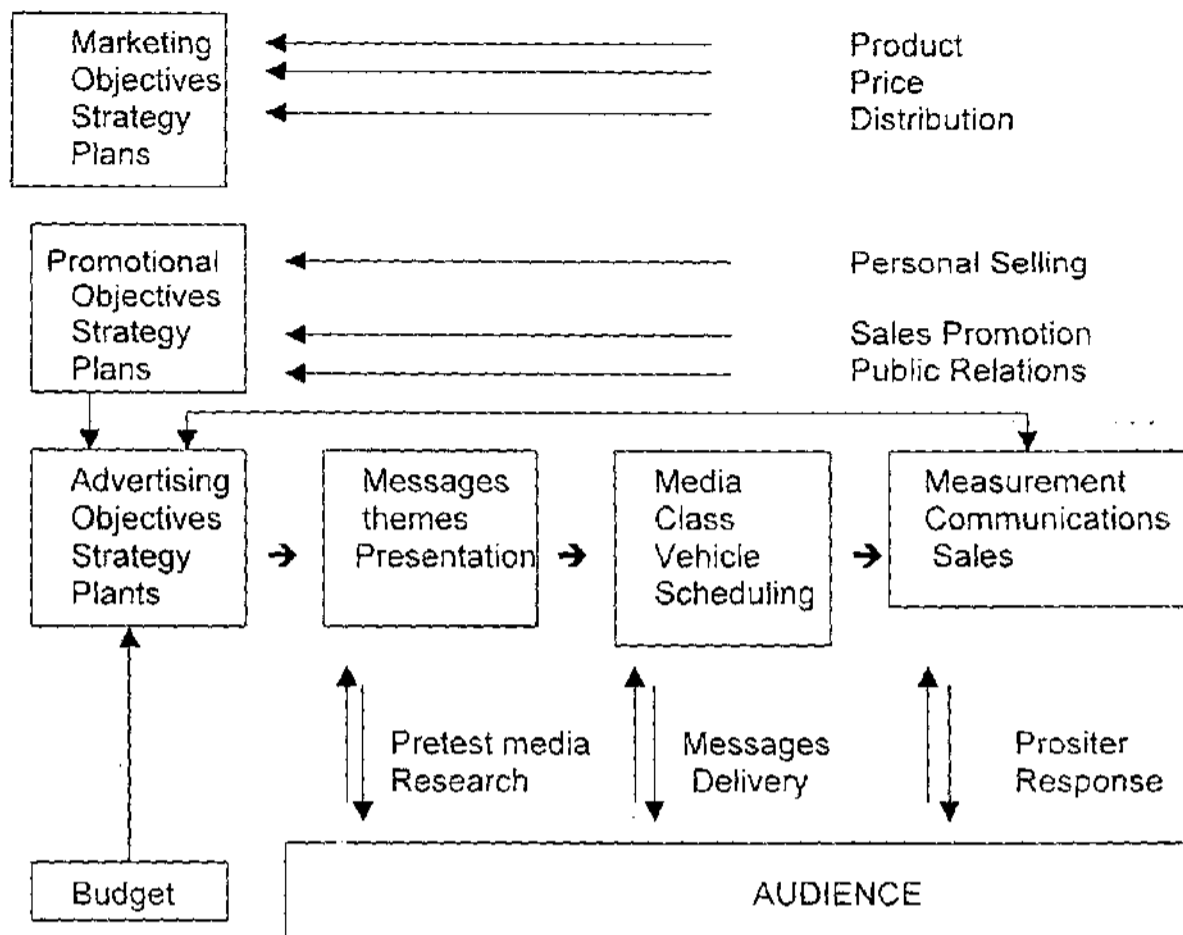 Marketing
Objectives
Strategy
Plans
Product
Price
Distribution
Promotional
Objectives
Strategy
Plans
Personal Selling
Sales Promotion
Public Relations
Advertising
Objectives
Strategy
Plants
Messages
themes
Presentation
Media
Class
Vehicle
Scheduling
Measurement
Communications
Sales
Pretest media
Research
Messages
Delivery
Prositer
Response
Budget
AUDIENCE